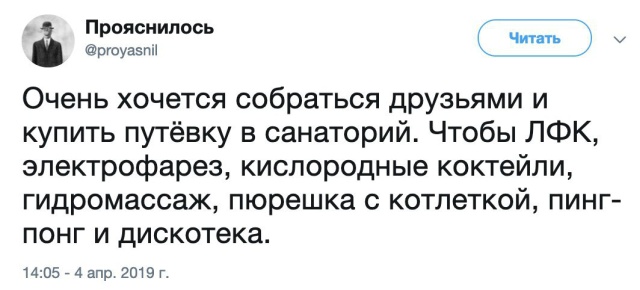 Прояснилось
@proyasnil
Читать
Очень хочется собраться друзьями и
купить путёвку в санаторий. Чтобы ЛФК,
электрофарез, кислородные коктейли,
гидромассаж, пюрешка с котлеткой, пинг-
понг и дискотека.
14:05 - 4 апр. 2019 г.